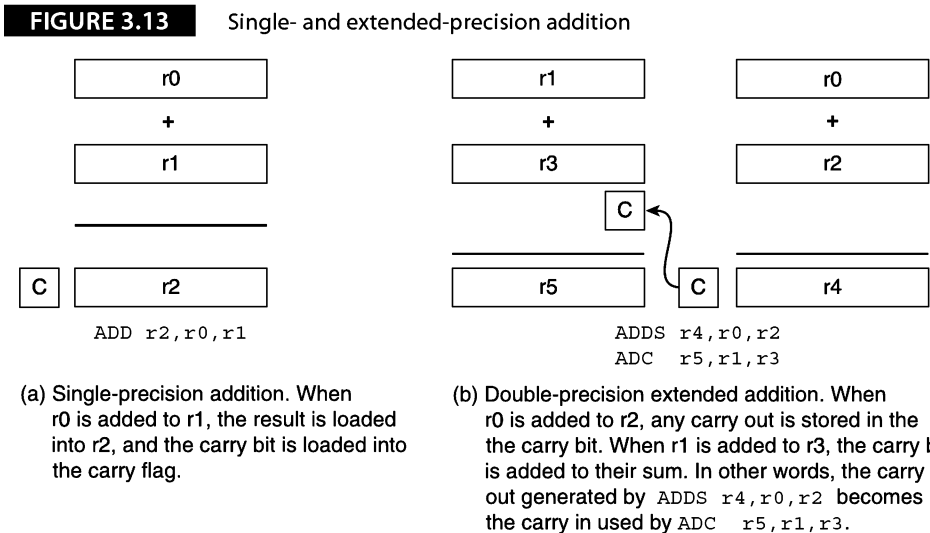 FIGURE 3.13 Single- and extended-precision addition
r0
+
r1
C r2
ADD r2,r0,r1
(a) Single-precision addition. When
r0 is added to r1, the result is loaded
into r2, and the carry bit is loaded into
the carry flag.
r1 r0
+ +
r3 r2
C
r5 C r4
ADDS r4,r0,r2
ADC r5,r1,r3
(b) Double-precision extended addition. When
r0 is added to r2, any carry out is stored in the
the carry bit. When r1 is added to r3, the carry
is added to their sum. In other words, the carry
out generated by ADDS r4,r0,r2 becomes
the carry in used by ADC r5,r1,r3.